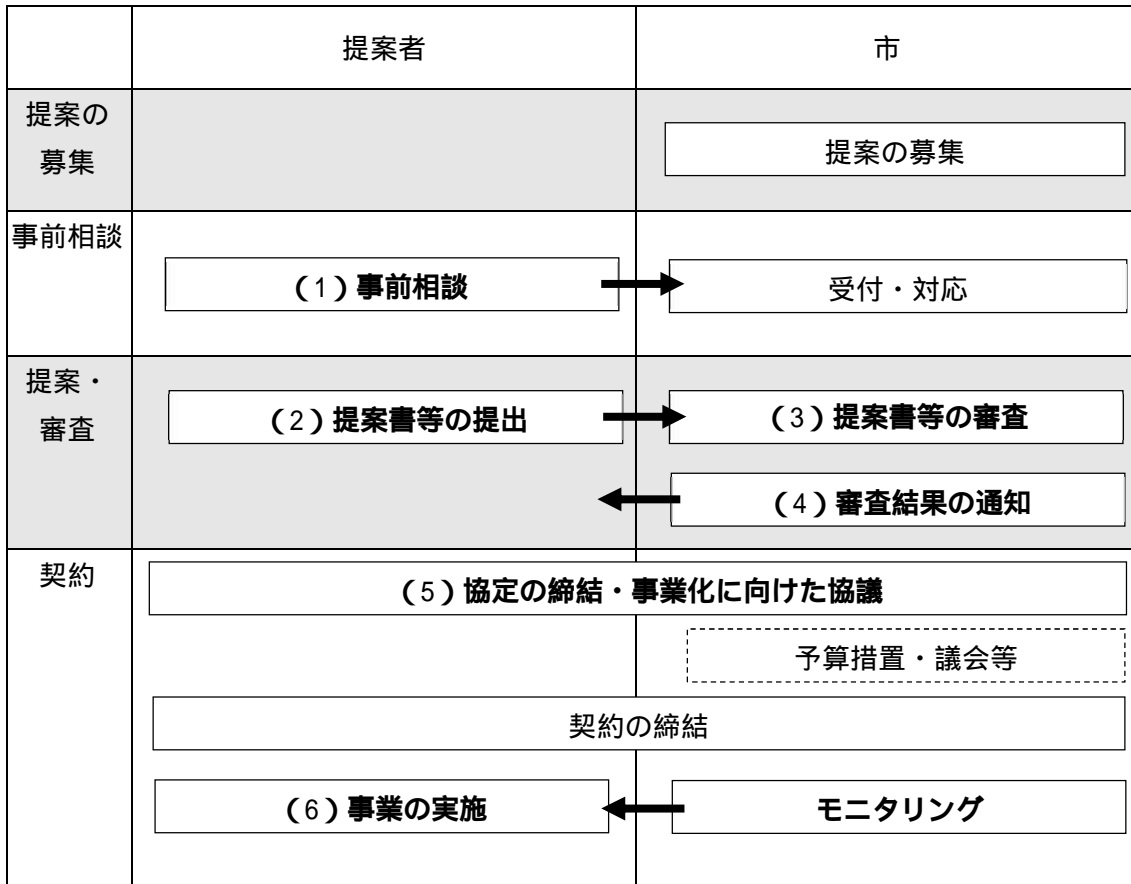 提案者
市
提案の
募集
提案の募集
事前相談
（1）事前相談
受付・対応
提案・
審査
（2）提案書等の提出
（3）提案書等の審査
（4）審査結果の通知
契約
（5）協定の締結・事業化に向けた協議
予算措置・議会等
契約の締結
（6）事業の実施
モニタリング